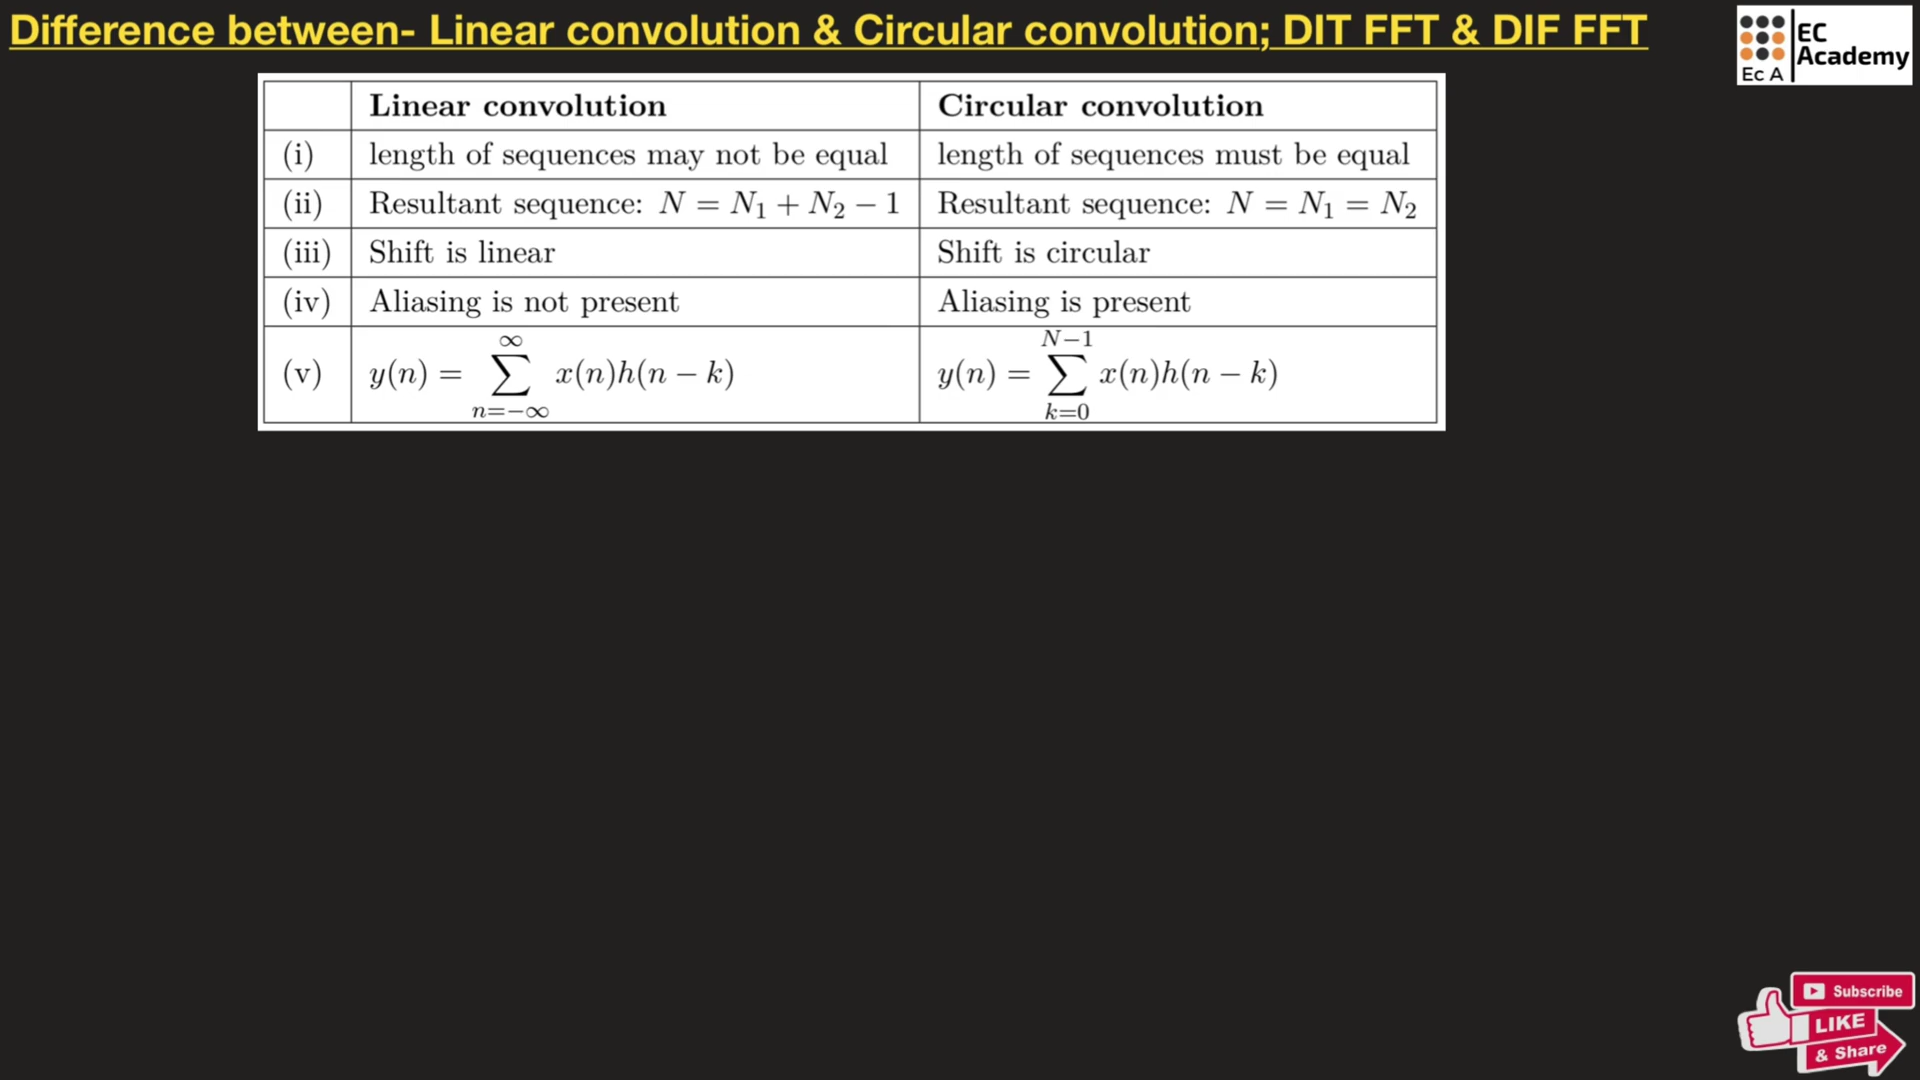 Difference between- Linear convolution & Circular convolution; DIT FFT & DIF FFT
EC
Academy
Ec A
Linear convolution Circular convolution
(i) length of sequences may not be equal length of sequences must be equal
(ii) Resultant sequence: N = N₁ + N₂ − 1 Resultant sequence: N = N₁ = N₂
(iii) Shift is linear Shift is circular
(iv) Aliasing is not present Aliasing is present
(v) y(n) = ∑_{n=−∞}^{∞} x(n)h(n − k) y(n) = ∑_{k=0}^{N−1} x(n)h(n − k)
Subscribe
LIKE
& Share